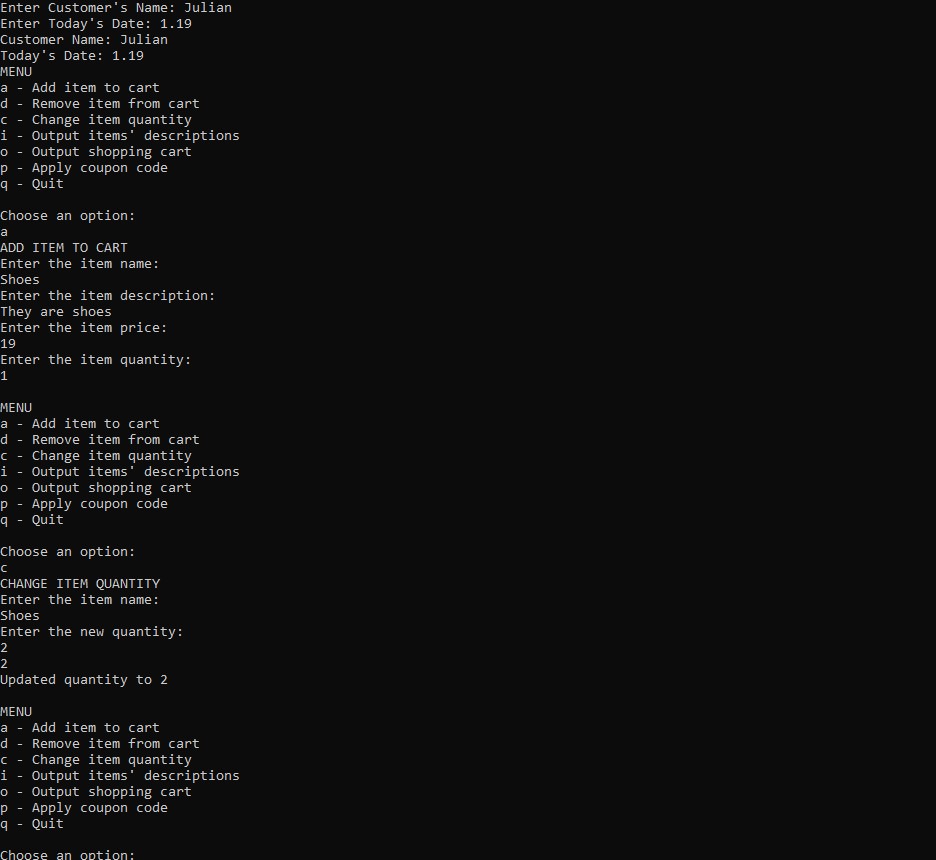 Enter Customer's Name: Julian
Enter Today's Date: 1.19
Customer Name: Julian
Today's Date: 1.19
MENU
a - Add item to cart
d - Remove item from cart
c - Change item quantity
i - Output items' descriptions
o - Output shopping cart
p - Apply coupon code
q - Quit

Choose an option:
a
ADD ITEM TO CART
Enter the item name:
Shoes
Enter the item description:
They are shoes
Enter the item price:
19
Enter the item quantity:
1

MENU
a - Add item to cart
d - Remove item from cart
c - Change item quantity
i - Output items' descriptions
o - Output shopping cart
p - Apply coupon code
q - Quit

Choose an option:
c
CHANGE ITEM QUANTITY
Enter the item name:
Shoes
Enter the new quantity:
2
2
Updated quantity to 2

MENU
a - Add item to cart
d - Remove item from cart
c - Change item quantity
i - Output items' descriptions
o - Output shopping cart
p - Apply coupon code
q - Quit

Choose an option: